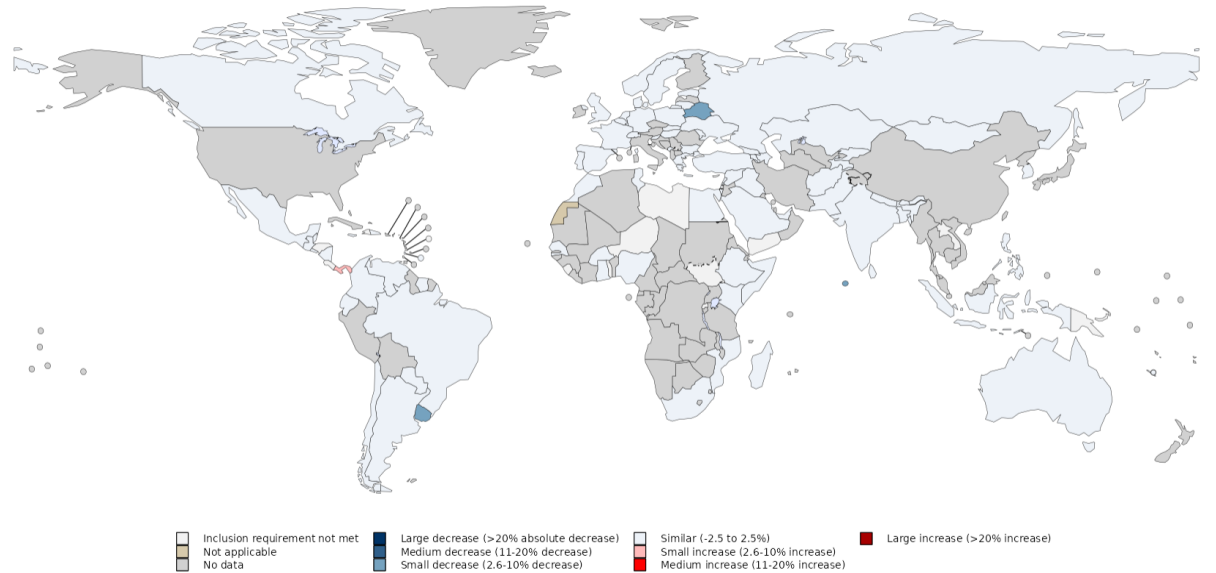 Inclusion requirement not met
Not applicable
No data
Large decrease (>20% absolute decrease)
Medium decrease (11-20% decrease)
Small decrease (2.6-10% decrease)
Similar (-2.5 to 2.5%)
Small increase (2.6-10% increase)
Medium increase (11-20% increase)
Large increase (>20% increase)